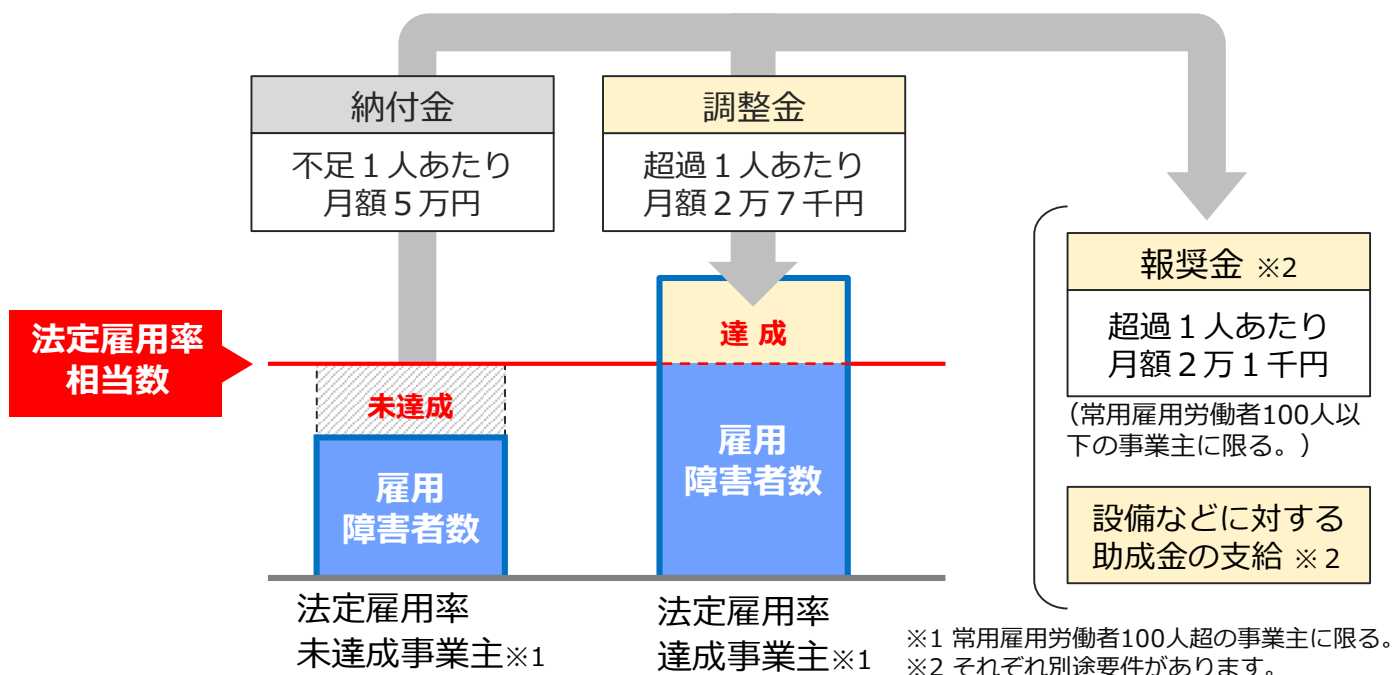 納付金
不足１人あたり
月額５万円
調整金
超過１人あたり
月額２万７千円
報奨金 ※2
超過１人あたり
月額２万１千円
（常用雇用労働者100人以
下の事業主に限る。）
設備などに対する
助成金の支給 ※２
法定雇用率
相当数
未達成
達 成
雇用
障害者数
雇用
障害者数
法定雇用率
未達成事業主※1
法定雇用率
達成事業主※1
※1 常用雇用労働者100人超の事業主に限る。
※2 それぞれ別途要件があります。